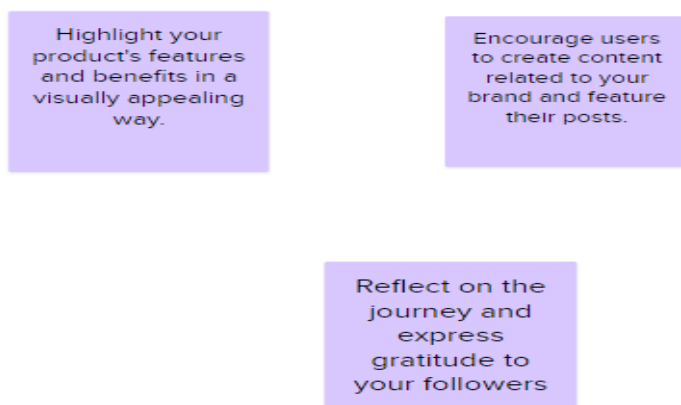 Highlight your
product's features
and benefits in a
visually appealing
way.
Encourage users
to create content
related to your
brand and feature
their posts.
Reflect on the
journey and
express
gratitude to
your followers